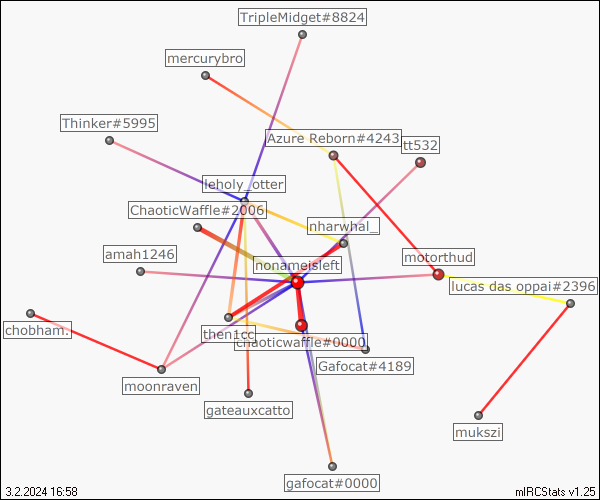 TripleMidget#8824
mercurybro
Thinker#5995
Azure Reborn#4243
tt532
leholy_otter
ChaoticWaffle#2006
nharwhal_
amah1246
nonameisleft
motorthud
lucas das oppai#2396
chobham.
then1cc
chaoticwaffle#0000
Gafocat#4189
moonraven
gateauxcatto
mukszi
gafocat#0000
3.2.2024 16:58
mIRCStats v1.25